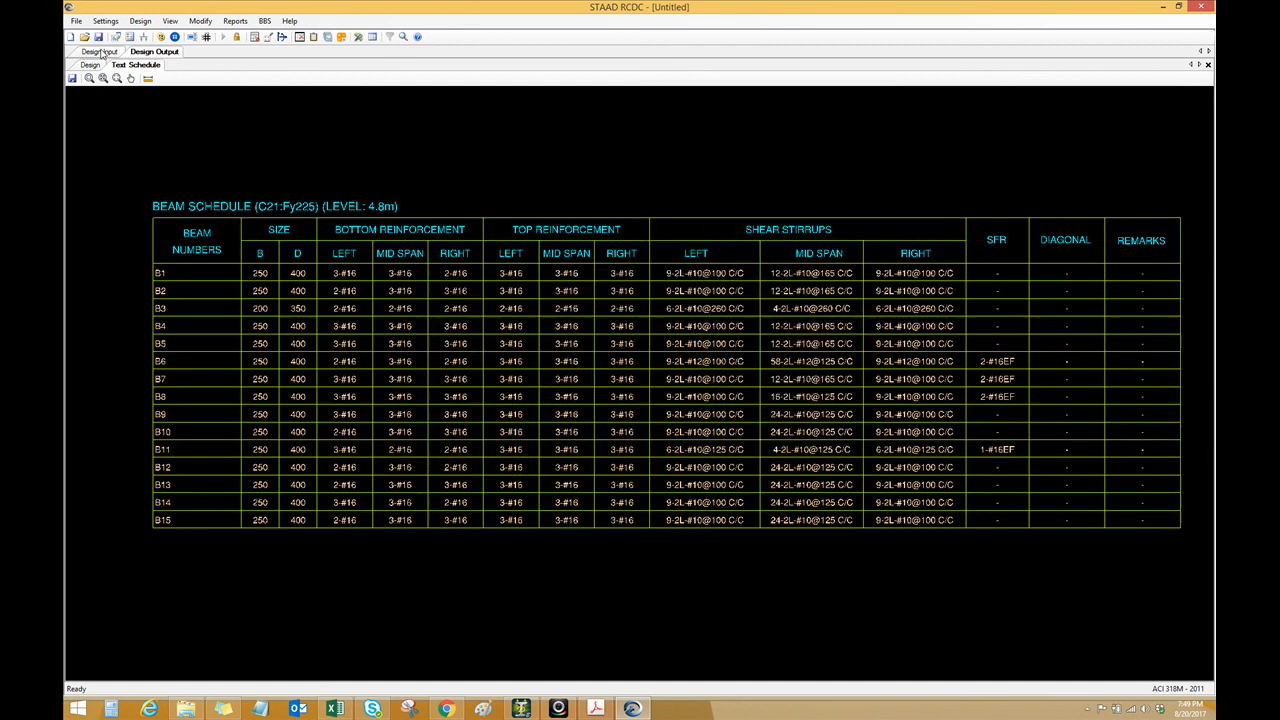 STAAD RCDC - [Untitled]
File Settings Design View Modify Reports BBS Help
Design Input Design Output
Design Text Schedule
BEAM SCHEDULE (C21:Fy225) (LEVEL: 4.8m)
BEAM NUMBERS SIZE BOTTOM REINFORCEMENT TOP REINFORCEMENT SHEAR STIRRUPS SFR DIAGONAL REMARKS
B D LEFT MID SPAN RIGHT LEFT MID SPAN RIGHT LEFT MID SPAN RIGHT
B1 250 400 3-#16 3-#16 2-#16 3-#16 3-#16 3-#16 9-2L-#10@100 C/C 12-2L-#10@165 C/C 9-2L-#10@100 C/C - - -
B2 250 400 2-#16 3-#16 3-#16 3-#16 3-#16 3-#16 9-2L-#10@100 C/C 12-2L-#10@165 C/C 9-2L-#10@100 C/C - - -
B3 200 350 2-#16 2-#16 2-#16 2-#16 2-#16 2-#16 6-2L-#10@260 C/C 4-2L-#10@260 C/C 6-2L-#10@260 C/C - - -
B4 250 400 3-#16 3-#16 3-#16 3-#16 3-#16 3-#16 9-2L-#10@100 C/C 12-2L-#10@165 C/C 9-2L-#10@100 C/C - - -
B5 250 400 3-#16 3-#16 3-#16 3-#16 3-#16 3-#16 9-2L-#10@100 C/C 12-2L-#10@165 C/C 9-2L-#10@100 C/C - - -
B6 250 400 2-#16 3-#16 2-#16 3-#16 3-#16 3-#16 9-2L-#12@100 C/C 58-2L-#12@125 C/C 9-2L-#12@100 C/C 2-#16EF - -
B7 250 400 3-#16 3-#16 3-#16 3-#16 3-#16 3-#16 9-2L-#10@100 C/C 12-2L-#10@165 C/C 9-2L-#10@100 C/C 2-#16EF - -
B8 250 400 2-#16 3-#16 2-#16 3-#16 3-#16 3-#16 9-2L-#10@100 C/C 16-2L-#10@125 C/C 9-2L-#10@100 C/C 2-#16EF - -
B9 250 400 3-#16 3-#16 3-#16 3-#16 3-#16 3-#16 9-2L-#10@100 C/C 24-2L-#10@125 C/C 9-2L-#10@100 C/C - - -
B10 250 400 2-#16 3-#16 3-#16 3-#16 3-#16 3-#16 9-2L-#10@100 C/C 24-2L-#10@125 C/C 9-2L-#10@100 C/C - - -
B11 250 400 3-#16 2-#16 2-#16 3-#16 3-#16 3-#16 6-2L-#10@125 C/C 4-2L-#10@125 C/C 6-2L-#10@125 C/C 1-#16EF - -
B12 250 400 3-#16 2-#16 2-#16 3-#16 3-#16 3-#16 9-2L-#10@100 C/C 24-2L-#10@125 C/C 9-2L-#10@100 C/C - - -
B13 250 400 2-#16 3-#16 3-#16 3-#16 3-#16 3-#16 9-2L-#10@100 C/C 24-2L-#10@125 C/C 9-2L-#10@100 C/C - - -
B14 250 400 3-#16 3-#16 2-#16 3-#16 3-#16 3-#16 9-2L-#10@100 C/C 24-2L-#10@125 C/C 9-2L-#10@100 C/C - - -
B15 250 400 2-#16 3-#16 3-#16 3-#16 3-#16 3-#16 9-2L-#10@100 C/C 24-2L-#10@125 C/C 9-2L-#10@100 C/C - - -
Ready ACI 318M - 2011
7:49 PM
8/20/2017